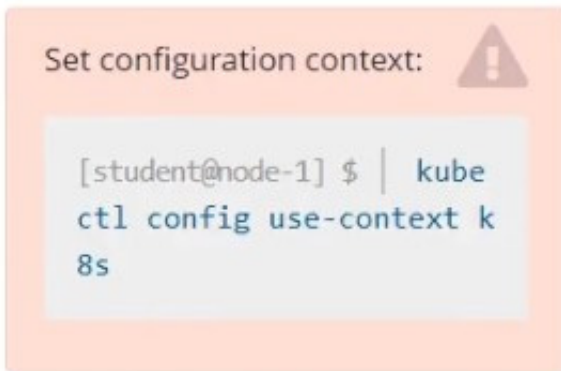 Set configuration context:
[student@node-1] $ | kube
ctl config use-context k
8s